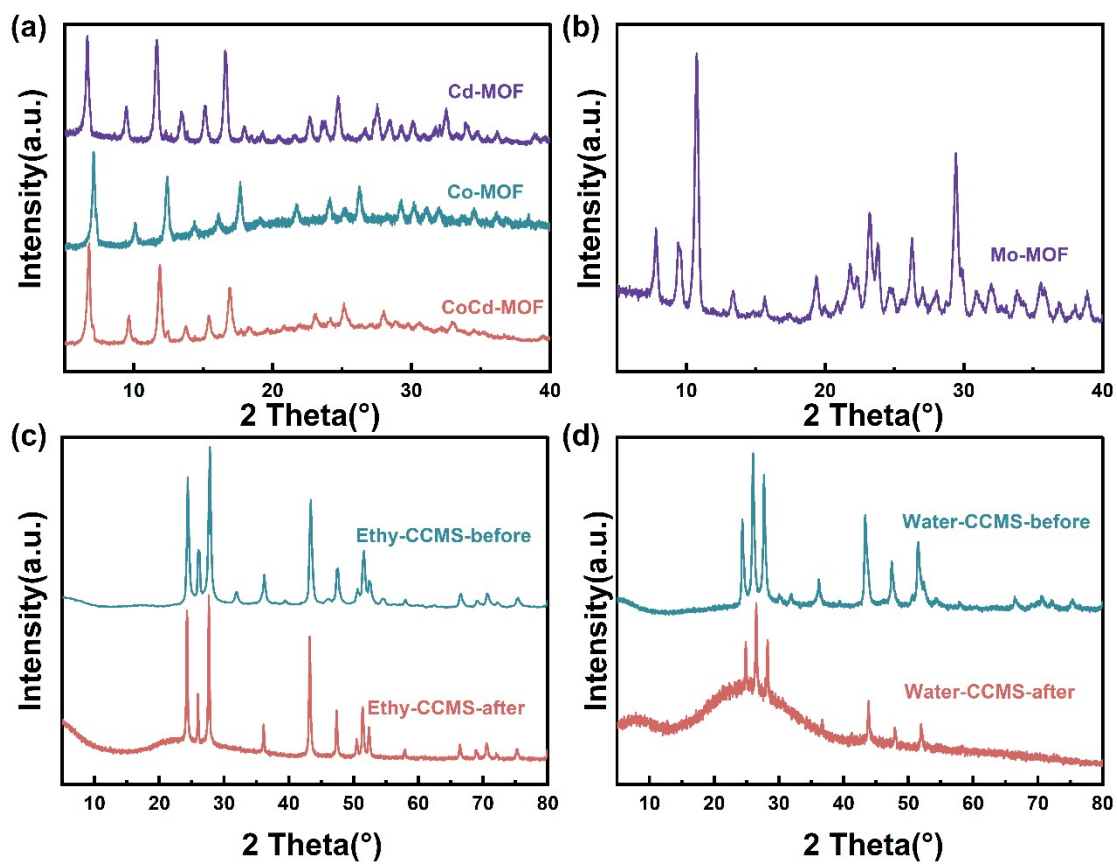 (a)
Intensity(a.u.)
Cd-MOF
Co-MOF
CoCd-MOF
10 20 30 40
2 Theta(°)
(b)
Intensity(a.u.)
Mo-MOF
10 20 30 40
2 Theta(°)
(c)
Intensity(a.u.)
Ethy-CCMS-before
Ethy-CCMS-after
10 20 30 40 50 60 70 80
2 Theta(°)
(d)
Intensity(a.u.)
Water-CCMS-before
Water-CCMS-after
10 20 30 40 50 60 70 80
2 Theta(°)